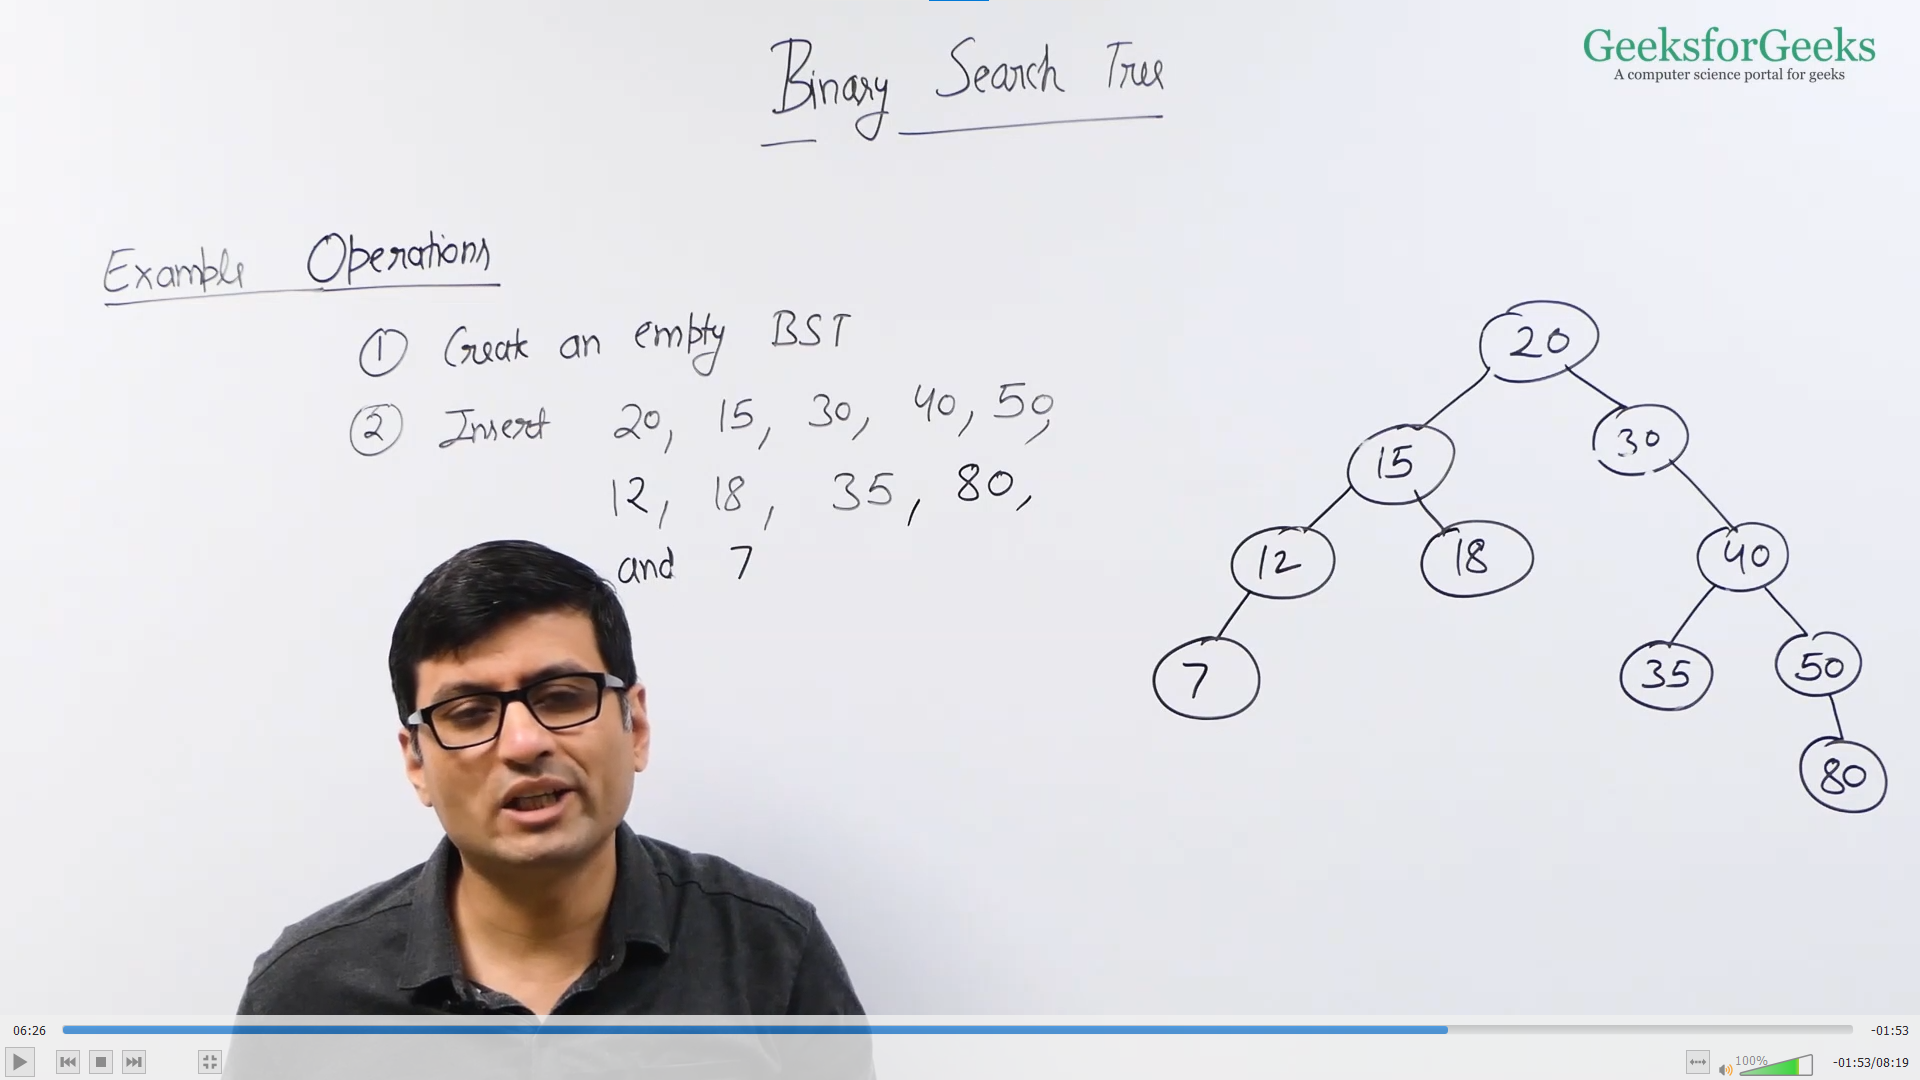 Binary Search Tree
GeeksforGeeks
A computer science portal for geeks
Example Operations
① Create an empty BST
② Insert 20, 15, 30, 40, 50,
12, 18, 35, 80,
and 7
20
15
30
12
18
40
7
35
50
80
06:26
-01:53
100%
-01:53/08:19